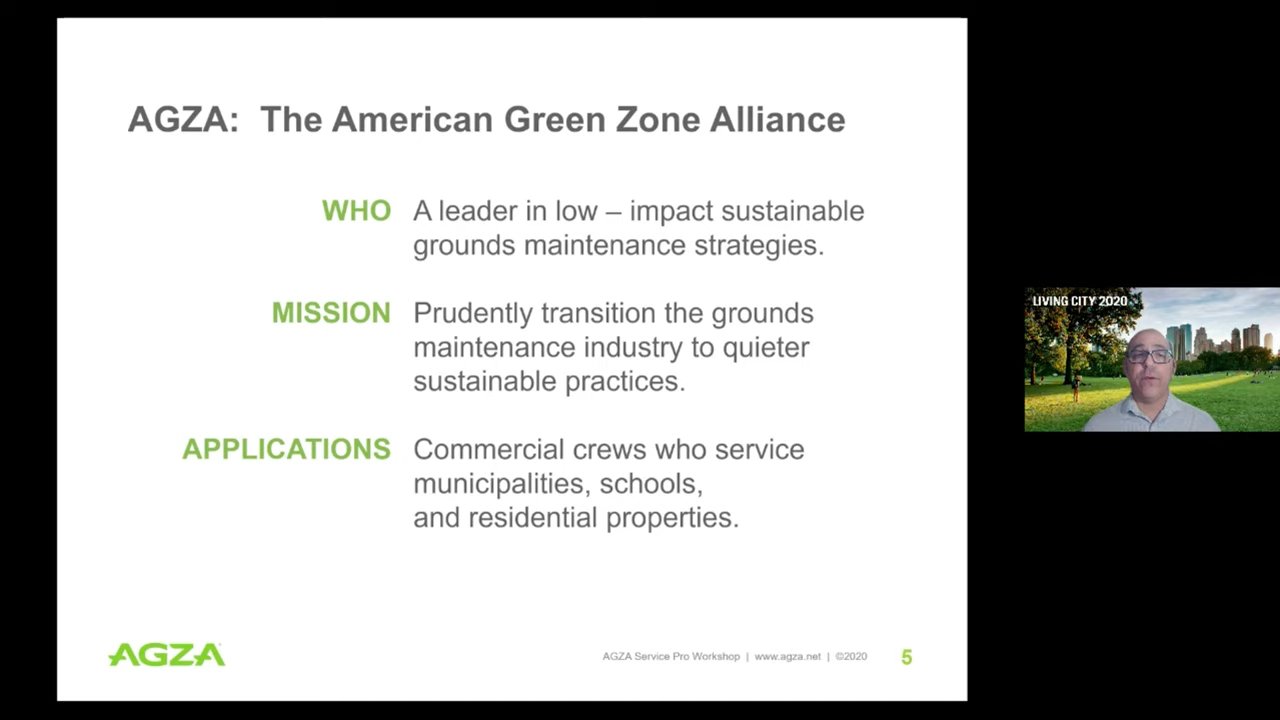 AGZA: The American Green Zone Alliance
WHO A leader in low – impact sustainable
grounds maintenance strategies.
MISSION Prudently transition the grounds
maintenance industry to quieter
sustainable practices.
APPLICATIONS Commercial crews who service
municipalities, schools,
and residential properties.
AGZA
AGZA Service Pro Workshop | www.agza.net | ©2020 5
LIVING CITY 2020